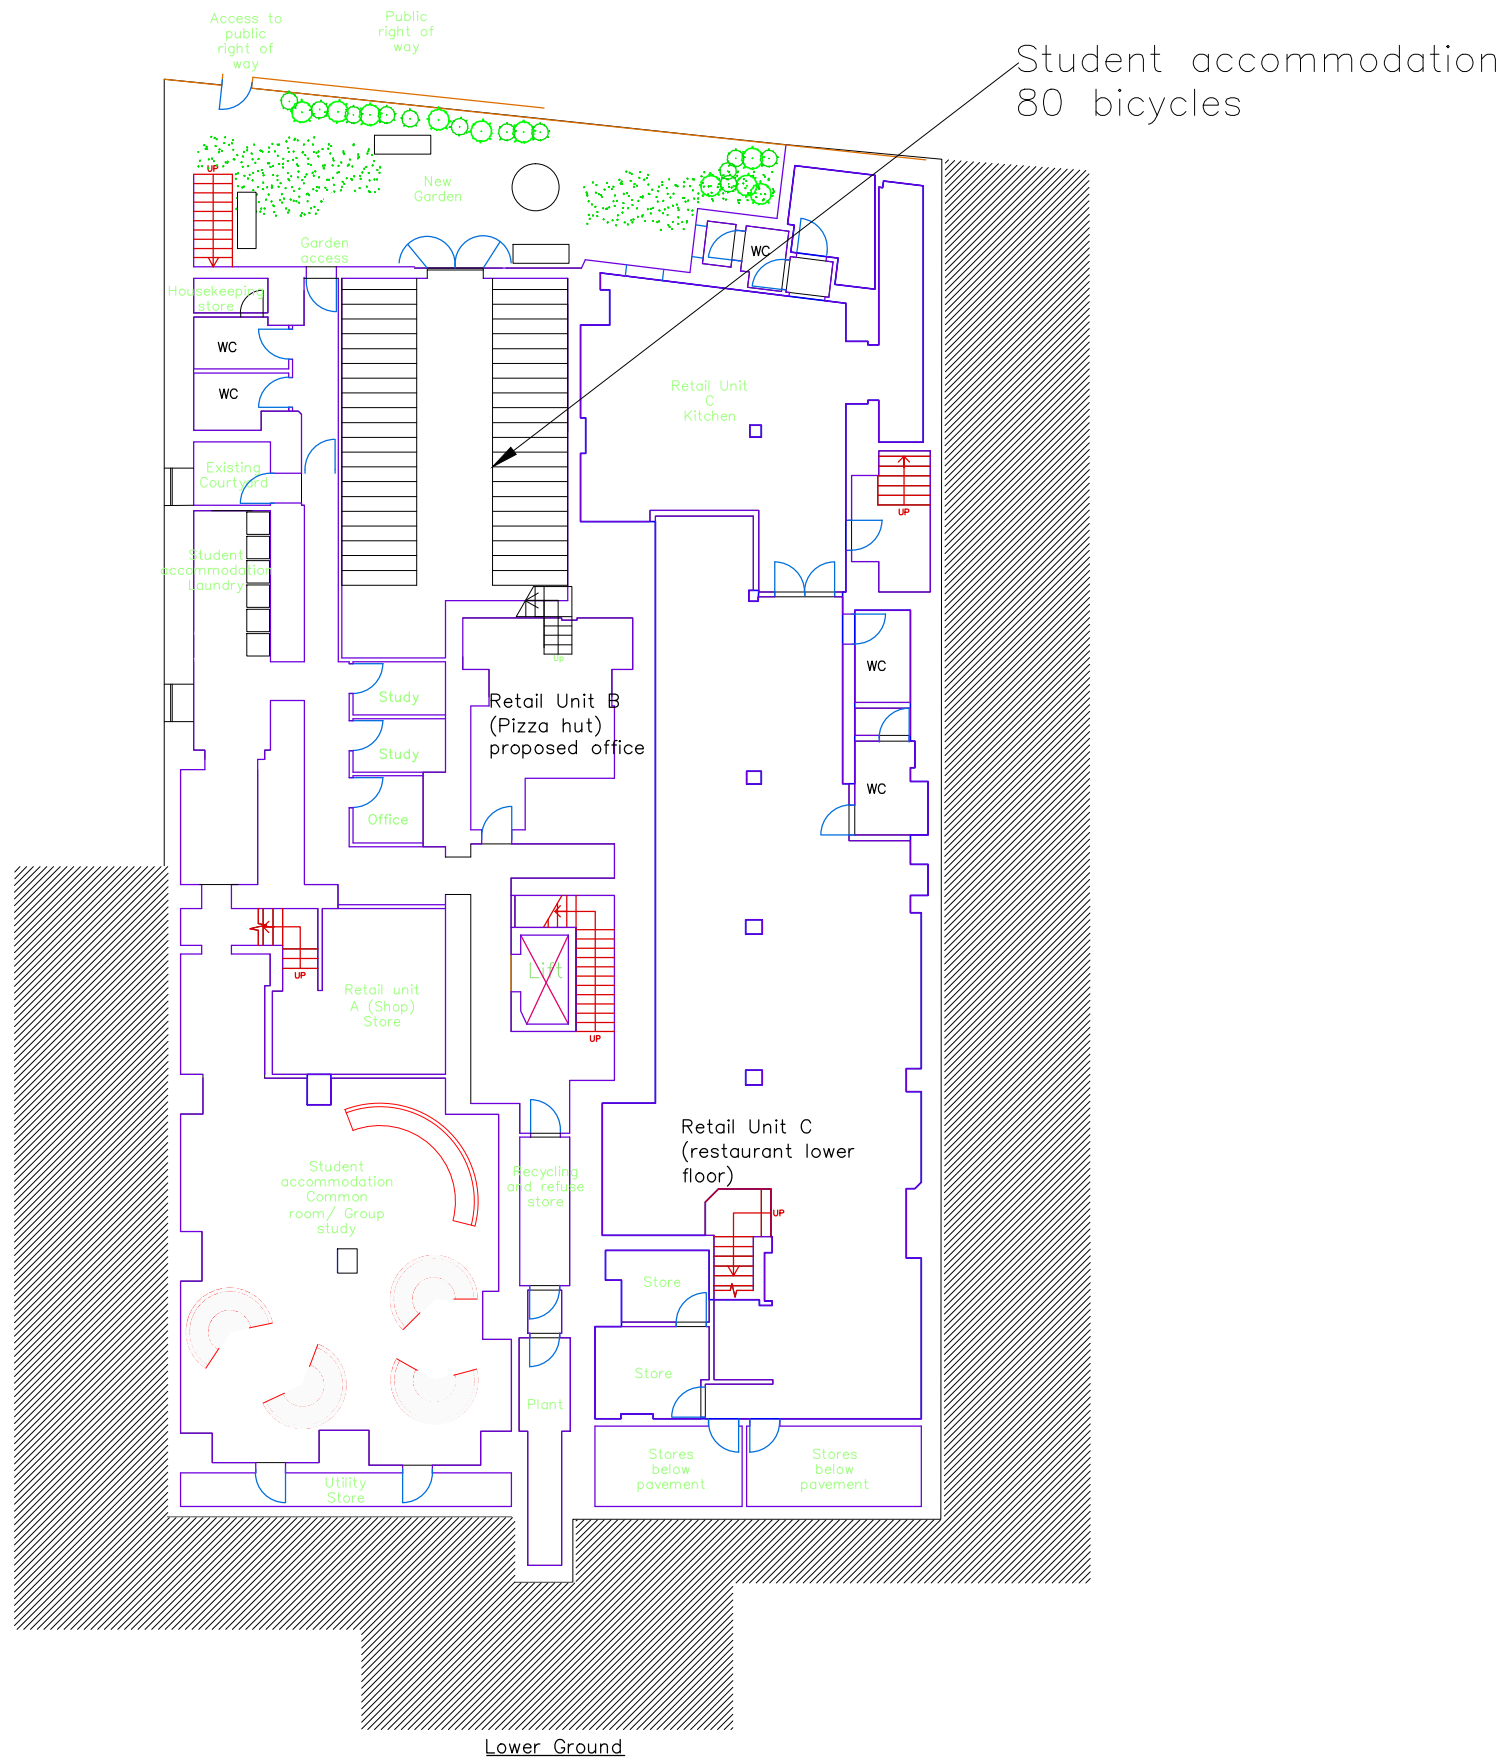 Access to
public
right of
way
Public
right of
way
Student accommodation
80 bicycles
UP
New
Garden
Garden
access
WC
Housekeeping
store
WC
WC
Retail Unit
C
Kitchen
Existing
Courtyard
UP
Student
accommodation
Laundry
Up
WC
Study
Retail Unit B
(Pizza hut)
proposed office
Study
WC
Office
Lift
UP
Retail unit
A (Shop)
Store
UP
Retail Unit C
(restaurant lower
floor)
Student
accommodation
Common
room/ Group
study
Recycling
and refuse
store
UP
Store
Store
Plant
Stores
below
pavement
Stores
below
pavement
Utility
Store
Lower Ground